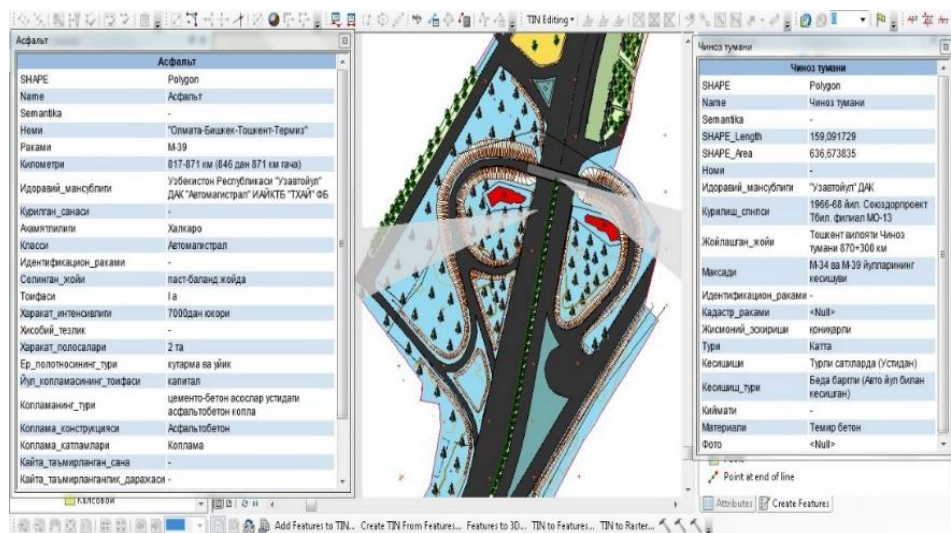 TIN Editing
Асфальт
Асфальт
SHAPE Polygon
Name Асфальт
Semantika -
Номи "Олмата-Бишкек-Тошкент-Термиз"
Раками М-39
Километри 817-871 км (846 дан 871 км гача)
Идоравий_мансублиги Узбекистон Республикаси "Узавтойул"
ДАК "Автомагистрал" ИАЙКТБ "ТХАЙ" ФБ
Курилган_санаси -
Ахамятлилиги Халкаро
Класси Автомагистрал
Идентификацион_раками -
Солинган_жойи паст-баланд жойда
Тоифаси I а
Харакат_интенсивлиги 7000дан юкори
Хисобий_тезлик -
Харакат_полосалари 2 та
Ер_полотносининг_тури кутарма ва уйик
Йул_копламасининг_тоифаси капитал
Копламанинг_тури цементо-бетон асослар устидаги
асфальтобетон копла
Коплама_конструкцияси Асфальтобетон
Коплама_катламлари Коплама
Кайта_таъмирланган_сана -
Кайта_таъмирланганлик_даражаси -
Чиноз тумани
Чиноз тумани
SHAPE Polygon
Name Чиноз тумани
Semantika -
SHAPE_Length 159,091729
SHAPE_Area 636,673835
Номи -
Идоравий_мансублиги "Узавтойул" ДАК
Курилиш_спнпси 1966-68 йил. Союздорпроект
Тбил. филиал МО-13
Жойлашган_жойи Тошкент вилояти Чиноз
тумани 870+300 км
Максади М-34 ва М-39 йулларининг
кесишуви
Идентификацион_раками -
Кадастр_раками <Null>
Жисмоний_эскириши қониқарли
Тури Катта
Кесишиши Турли сатхларда (Устидан)
Кесишиш_тури Беда баргли (Авто йул билан
кесишган)
Киймати -
Материали Темир бетон
Фото <Null>
Point at end of line
Attributes Create Features
Add Features to TIN... Create TIN From Features... Features to 3D... TIN to Features... TIN to Raster...